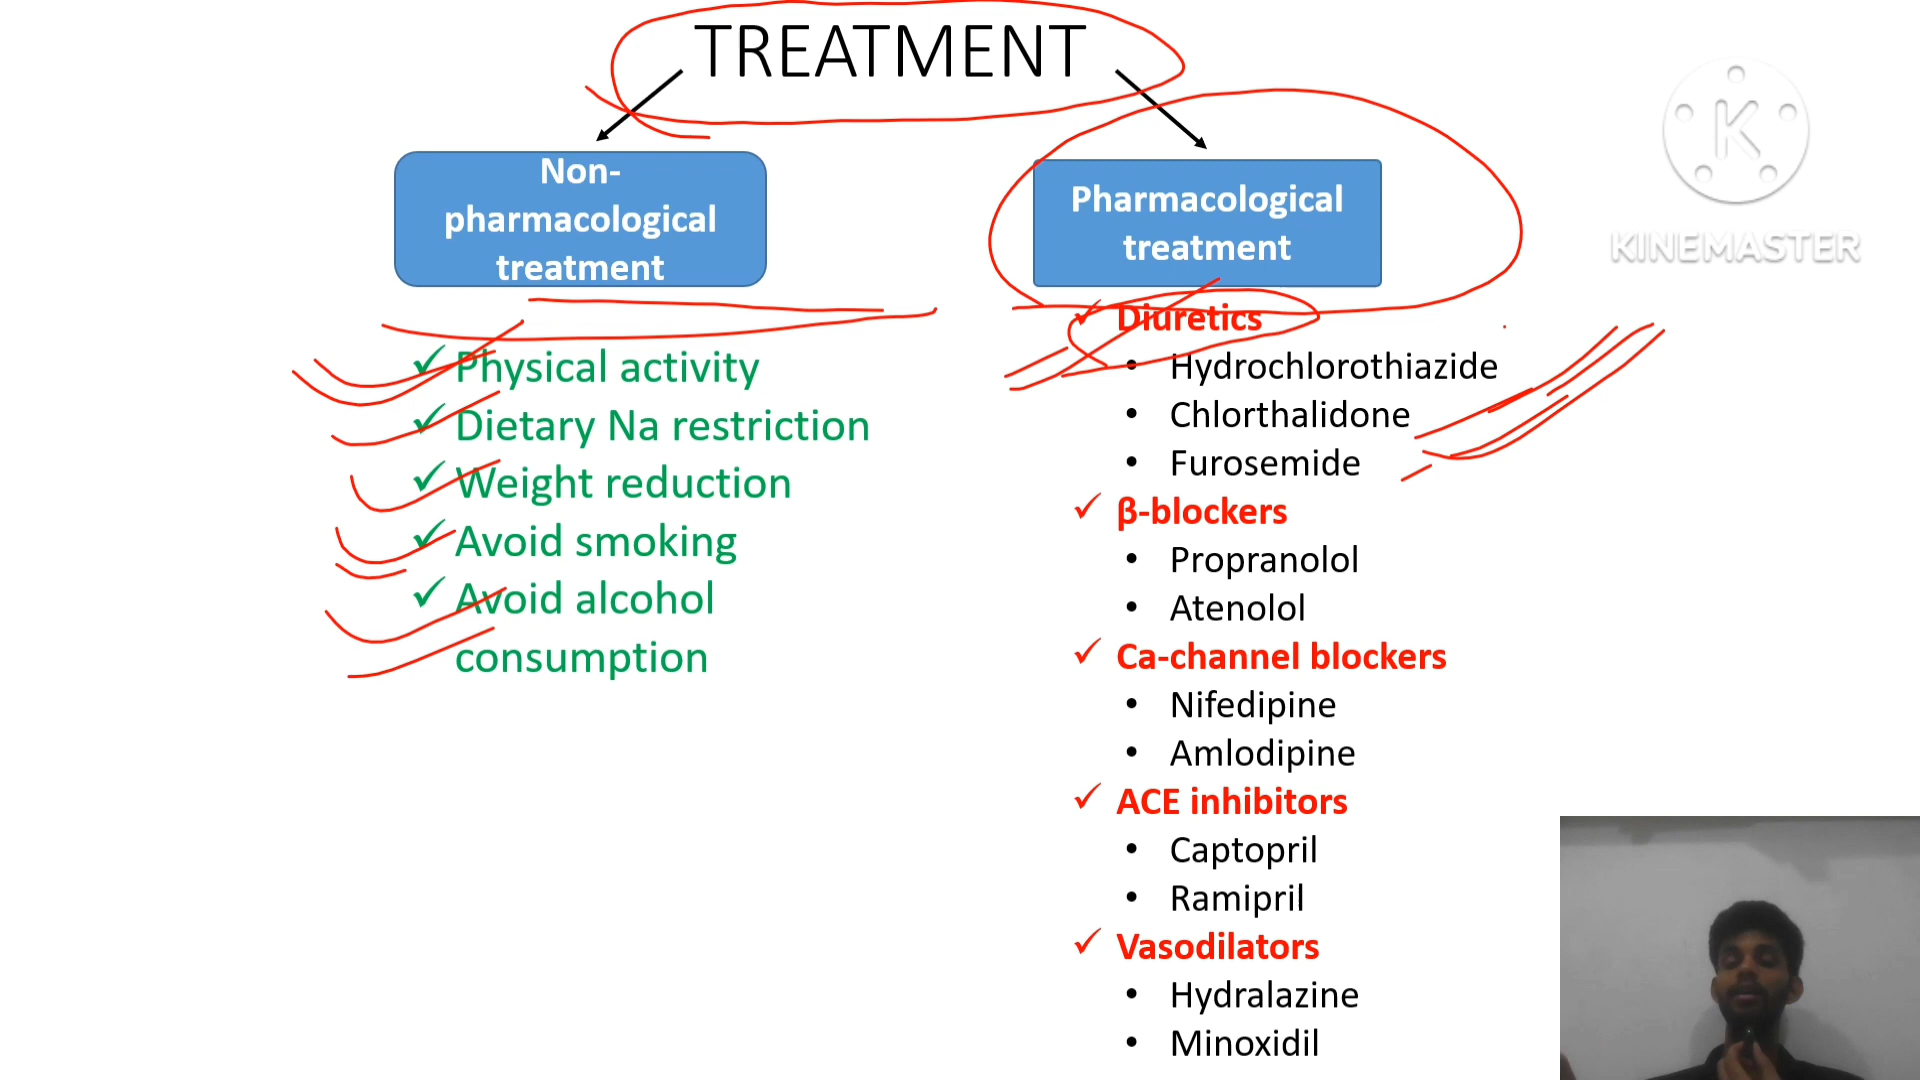 TREATMENT
Non-
pharmacological
treatment
✓ Physical activity
✓ Dietary Na restriction
✓ Weight reduction
✓ Avoid smoking
✓ Avoid alcohol
consumption
Pharmacological
treatment
✓ Diuretics
• Hydrochlorothiazide
• Chlorthalidone
• Furosemide
✓ β-blockers
• Propranolol
• Atenolol
✓ Ca-channel blockers
• Nifedipine
• Amlodipine
✓ ACE inhibitors
• Captopril
• Ramipril
✓ Vasodilators
• Hydralazine
• Minoxidil
K
KINEMASTER